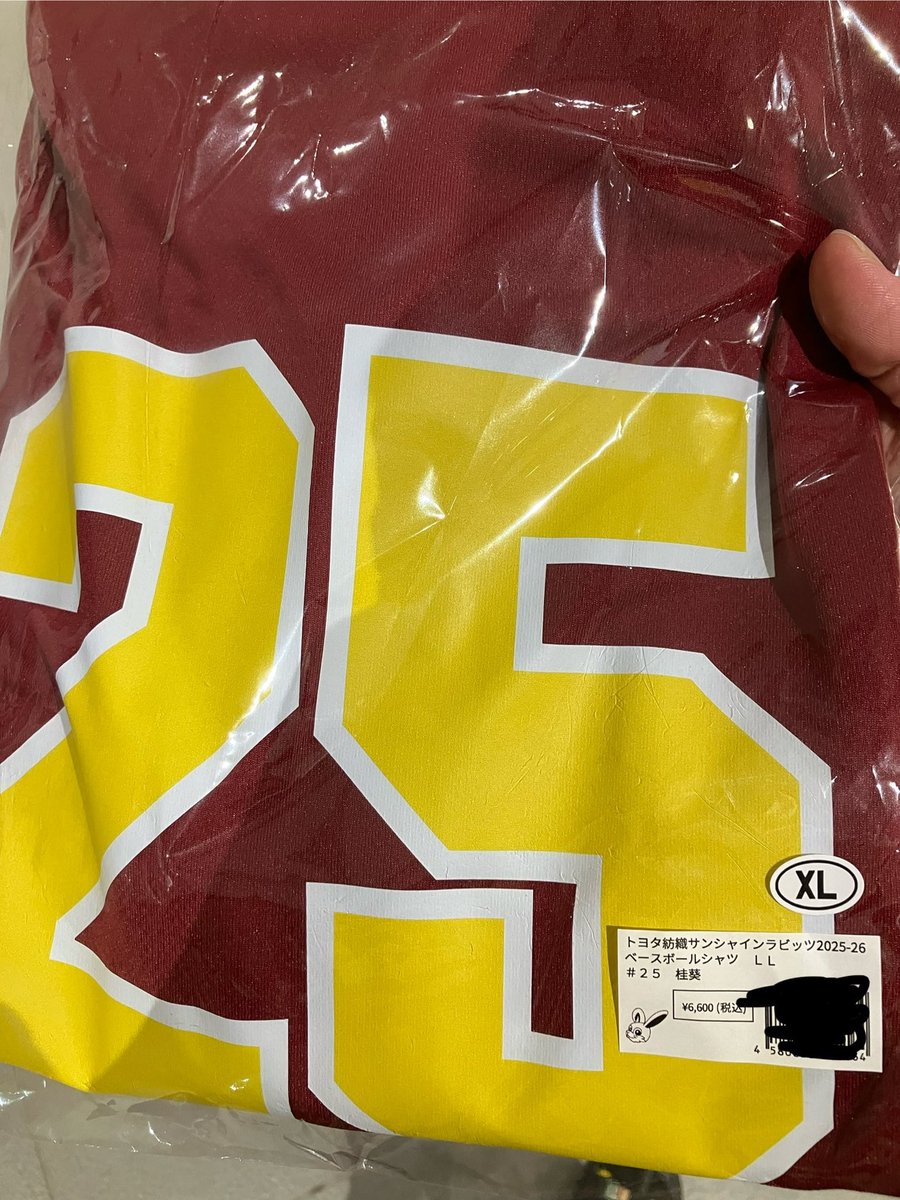 25
XL
トヨタ紡織サンシャインラビッツ2025-26
ベースボールシャツ　ＬＬ
＃２５　桂葵
¥6,600 (税込)